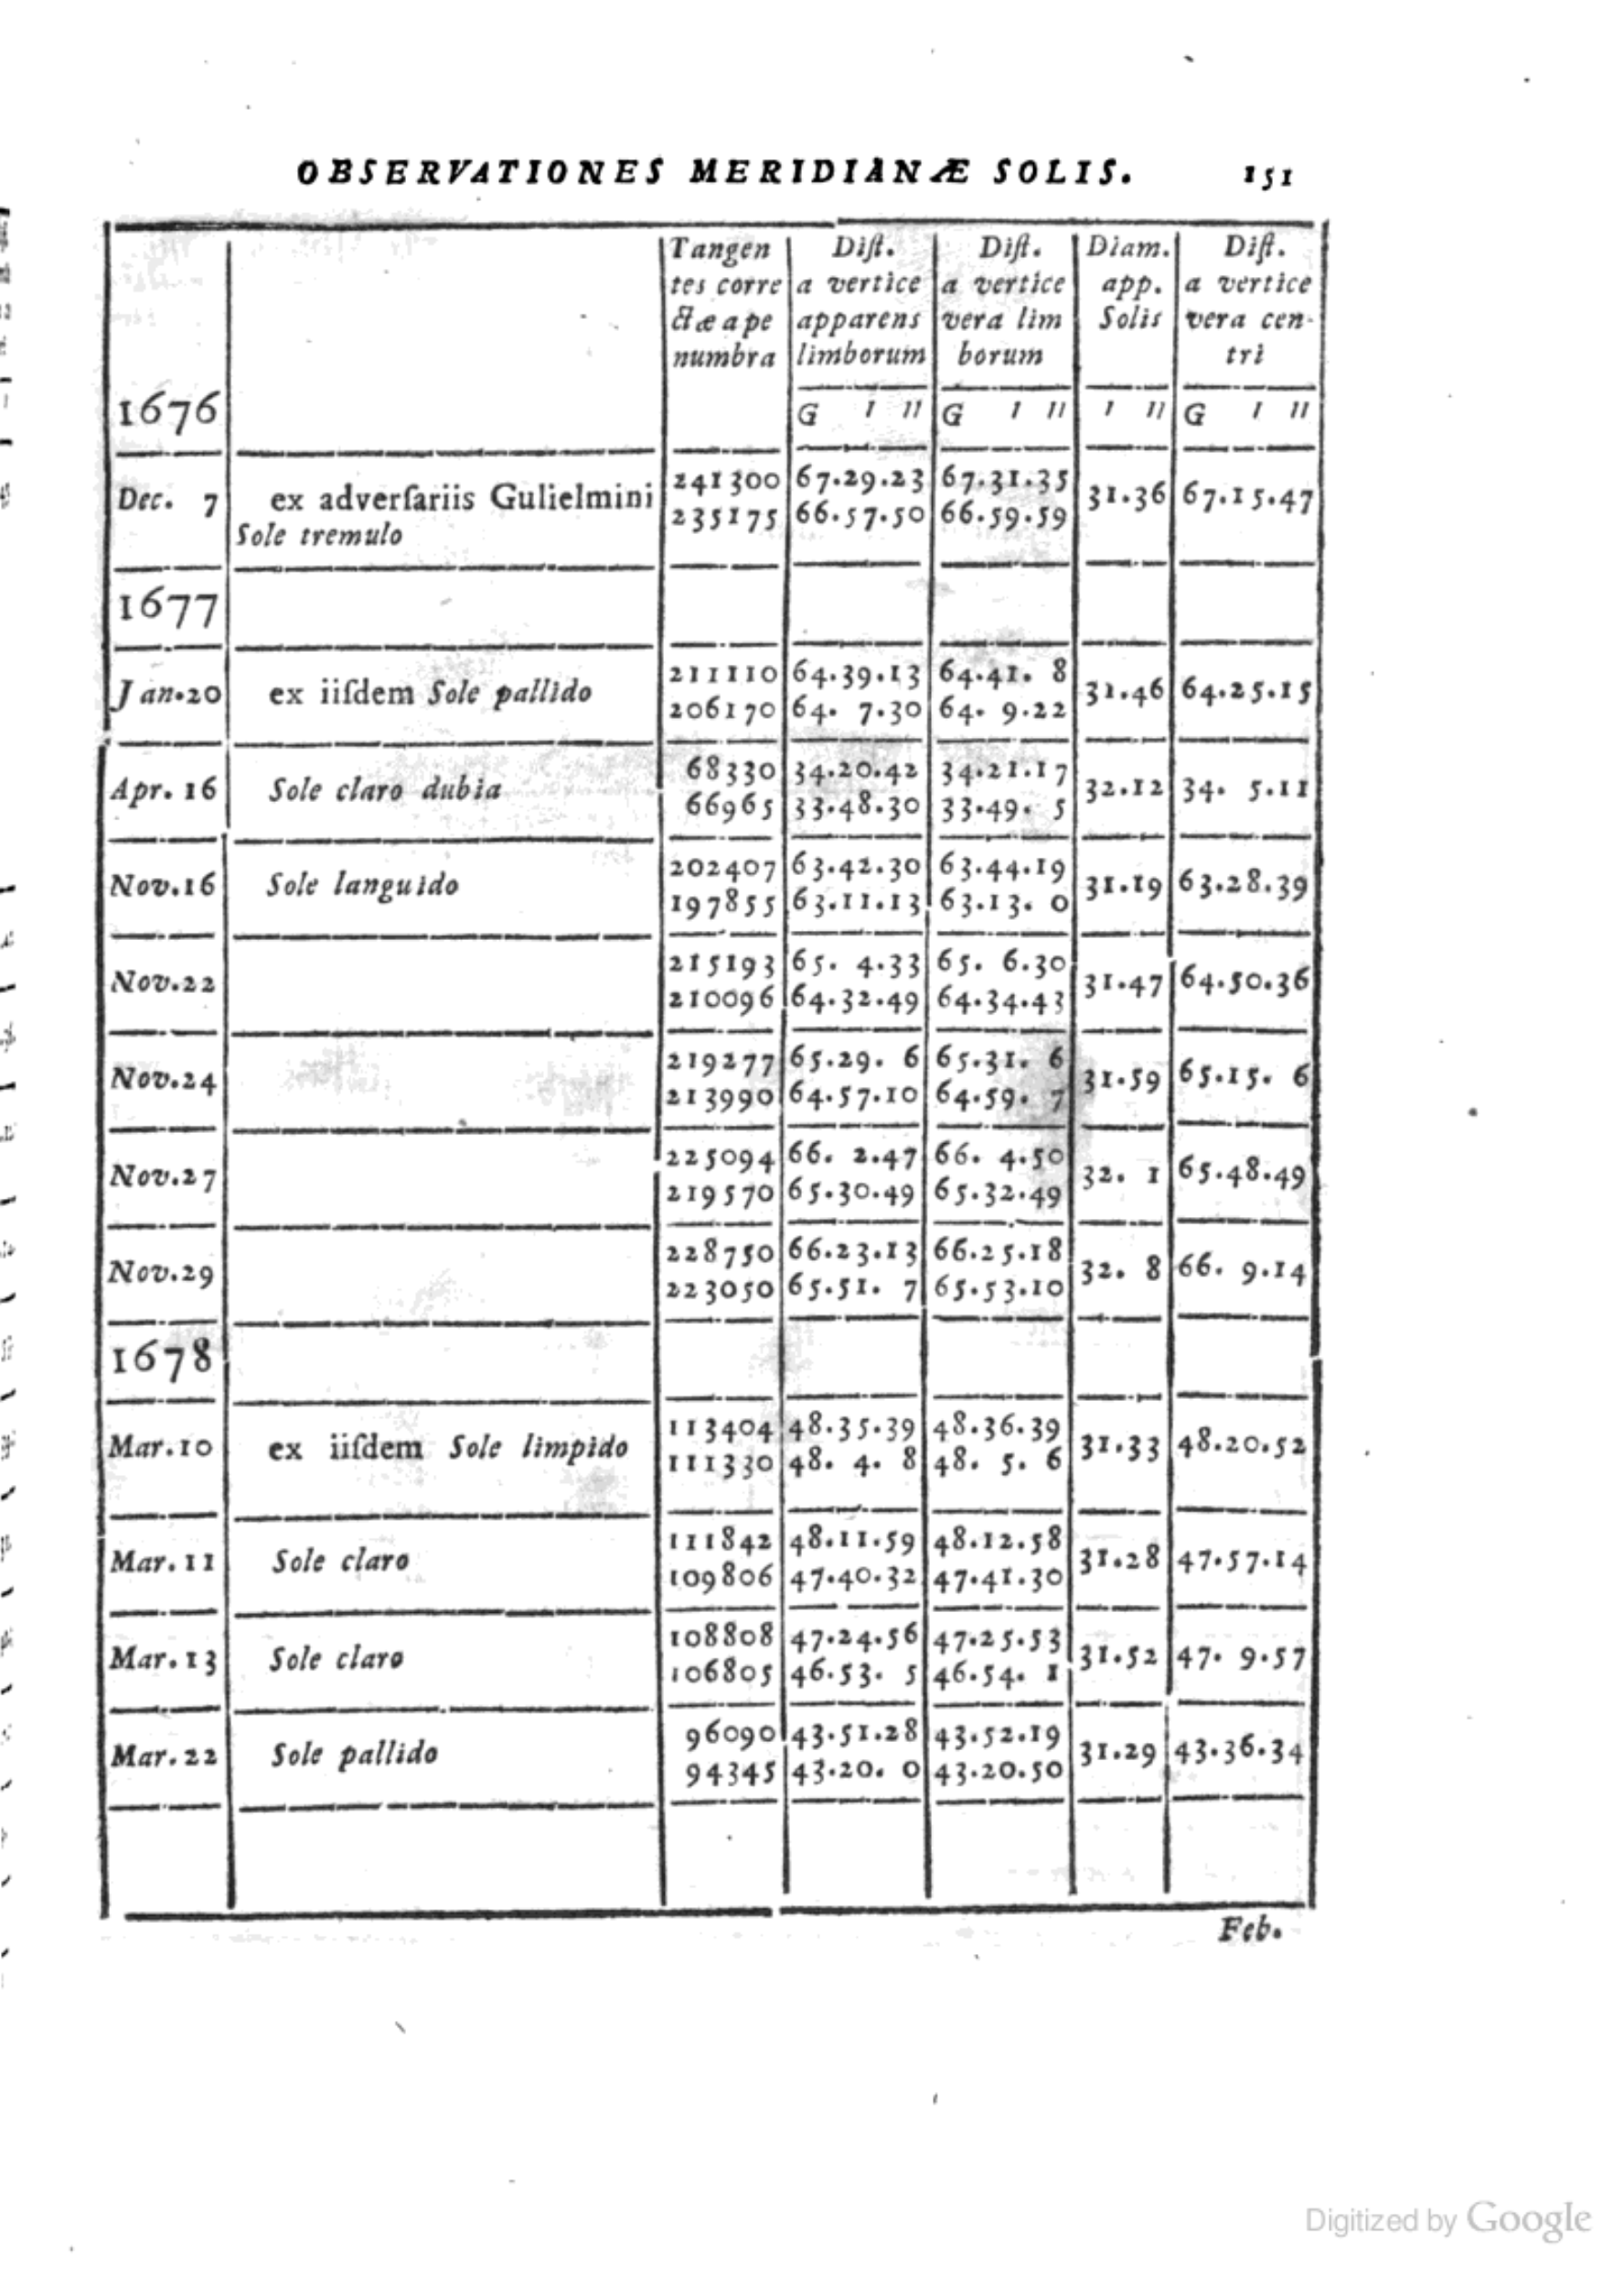 OBSERVATIONES MERIDIANÆ SOLIS. 151
Tangen Diſt. Diſt. Diam. Diſt.
tes corre a vertice a vertice app. a vertice
ctæ a pe apparens vera lim Solis vera cen-
numbra limborum borum tri
1676 G I II G I II I II G I II
241300 67.29.23 67.31.35
Dec. 7 ex adverſariis Gulielmini 31.36 67.15.47
235175 66.57.50 66.59.59
Sole tremulo
1677
211110 64.39.13 64.41. 8
Jan.20 ex iiſdem Sole pallido 31.46 64.25.15
206170 64. 7.30 64. 9.22
68330 34.20.42 34.21.17
Apr. 16 Sole claro dubia 32.12 34. 5.11
66965 33.48.30 33.49. 5
202407 63.42.30 63.44.19
Nov.16 Sole languido 31.19 63.28.39
197855 63.11.13 63.13. 0
215193 65. 4.33 65. 6.30
Nov.22 31.47 64.50.36
210096 64.32.49 64.34.43
219277 65.29. 6 65.31. 6
Nov.24 31.59 65.15. 6
213990 64.57.10 64.59. 7
225094 66. 2.47 66. 4.50
Nov.27 32. 1 65.48.49
219570 65.30.49 65.32.49
228750 66.23.13 66.25.18
Nov.29 32. 8 66. 9.14
223050 65.51. 7 65.53.10
1678
113404 48.35.39 48.36.39
Mar.10 ex iiſdem Sole limpido 31.33 48.20.52
111330 48. 4. 8 48. 5. 6
111842 48.11.59 48.12.58
Mar.11 Sole claro 31.28 47.57.14
109806 47.40.32 47.41.30
108808 47.24.56 47.25.53
Mar.13 Sole claro 31.52 47. 9.57
106805 46.53. 5 46.54. 1
96090 43.51.28 43.52.19
Mar.22 Sole pallido 31.29 43.36.34
94345 43.20. 0 43.20.50
Feb.
Digitized by Google